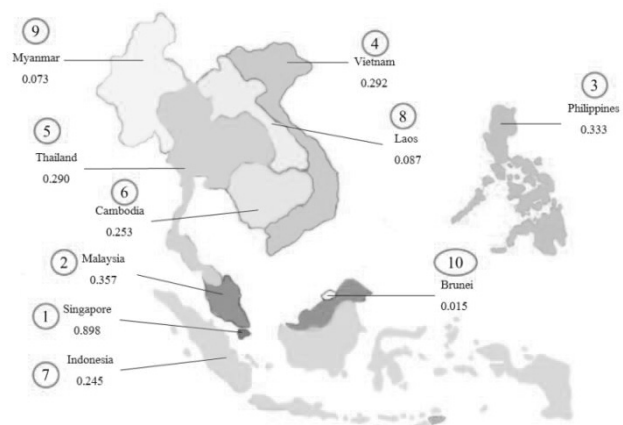 9
Myanmar
0.073
4
Vietnam
0.292
3
Philippines
0.333
8
Laos
0.087
5
Thailand
0.290
6
Cambodia
0.253
2 Malaysia
0.357
10
Brunei
0.015
1 Singapore
0.898
Indonesia
7 0.245